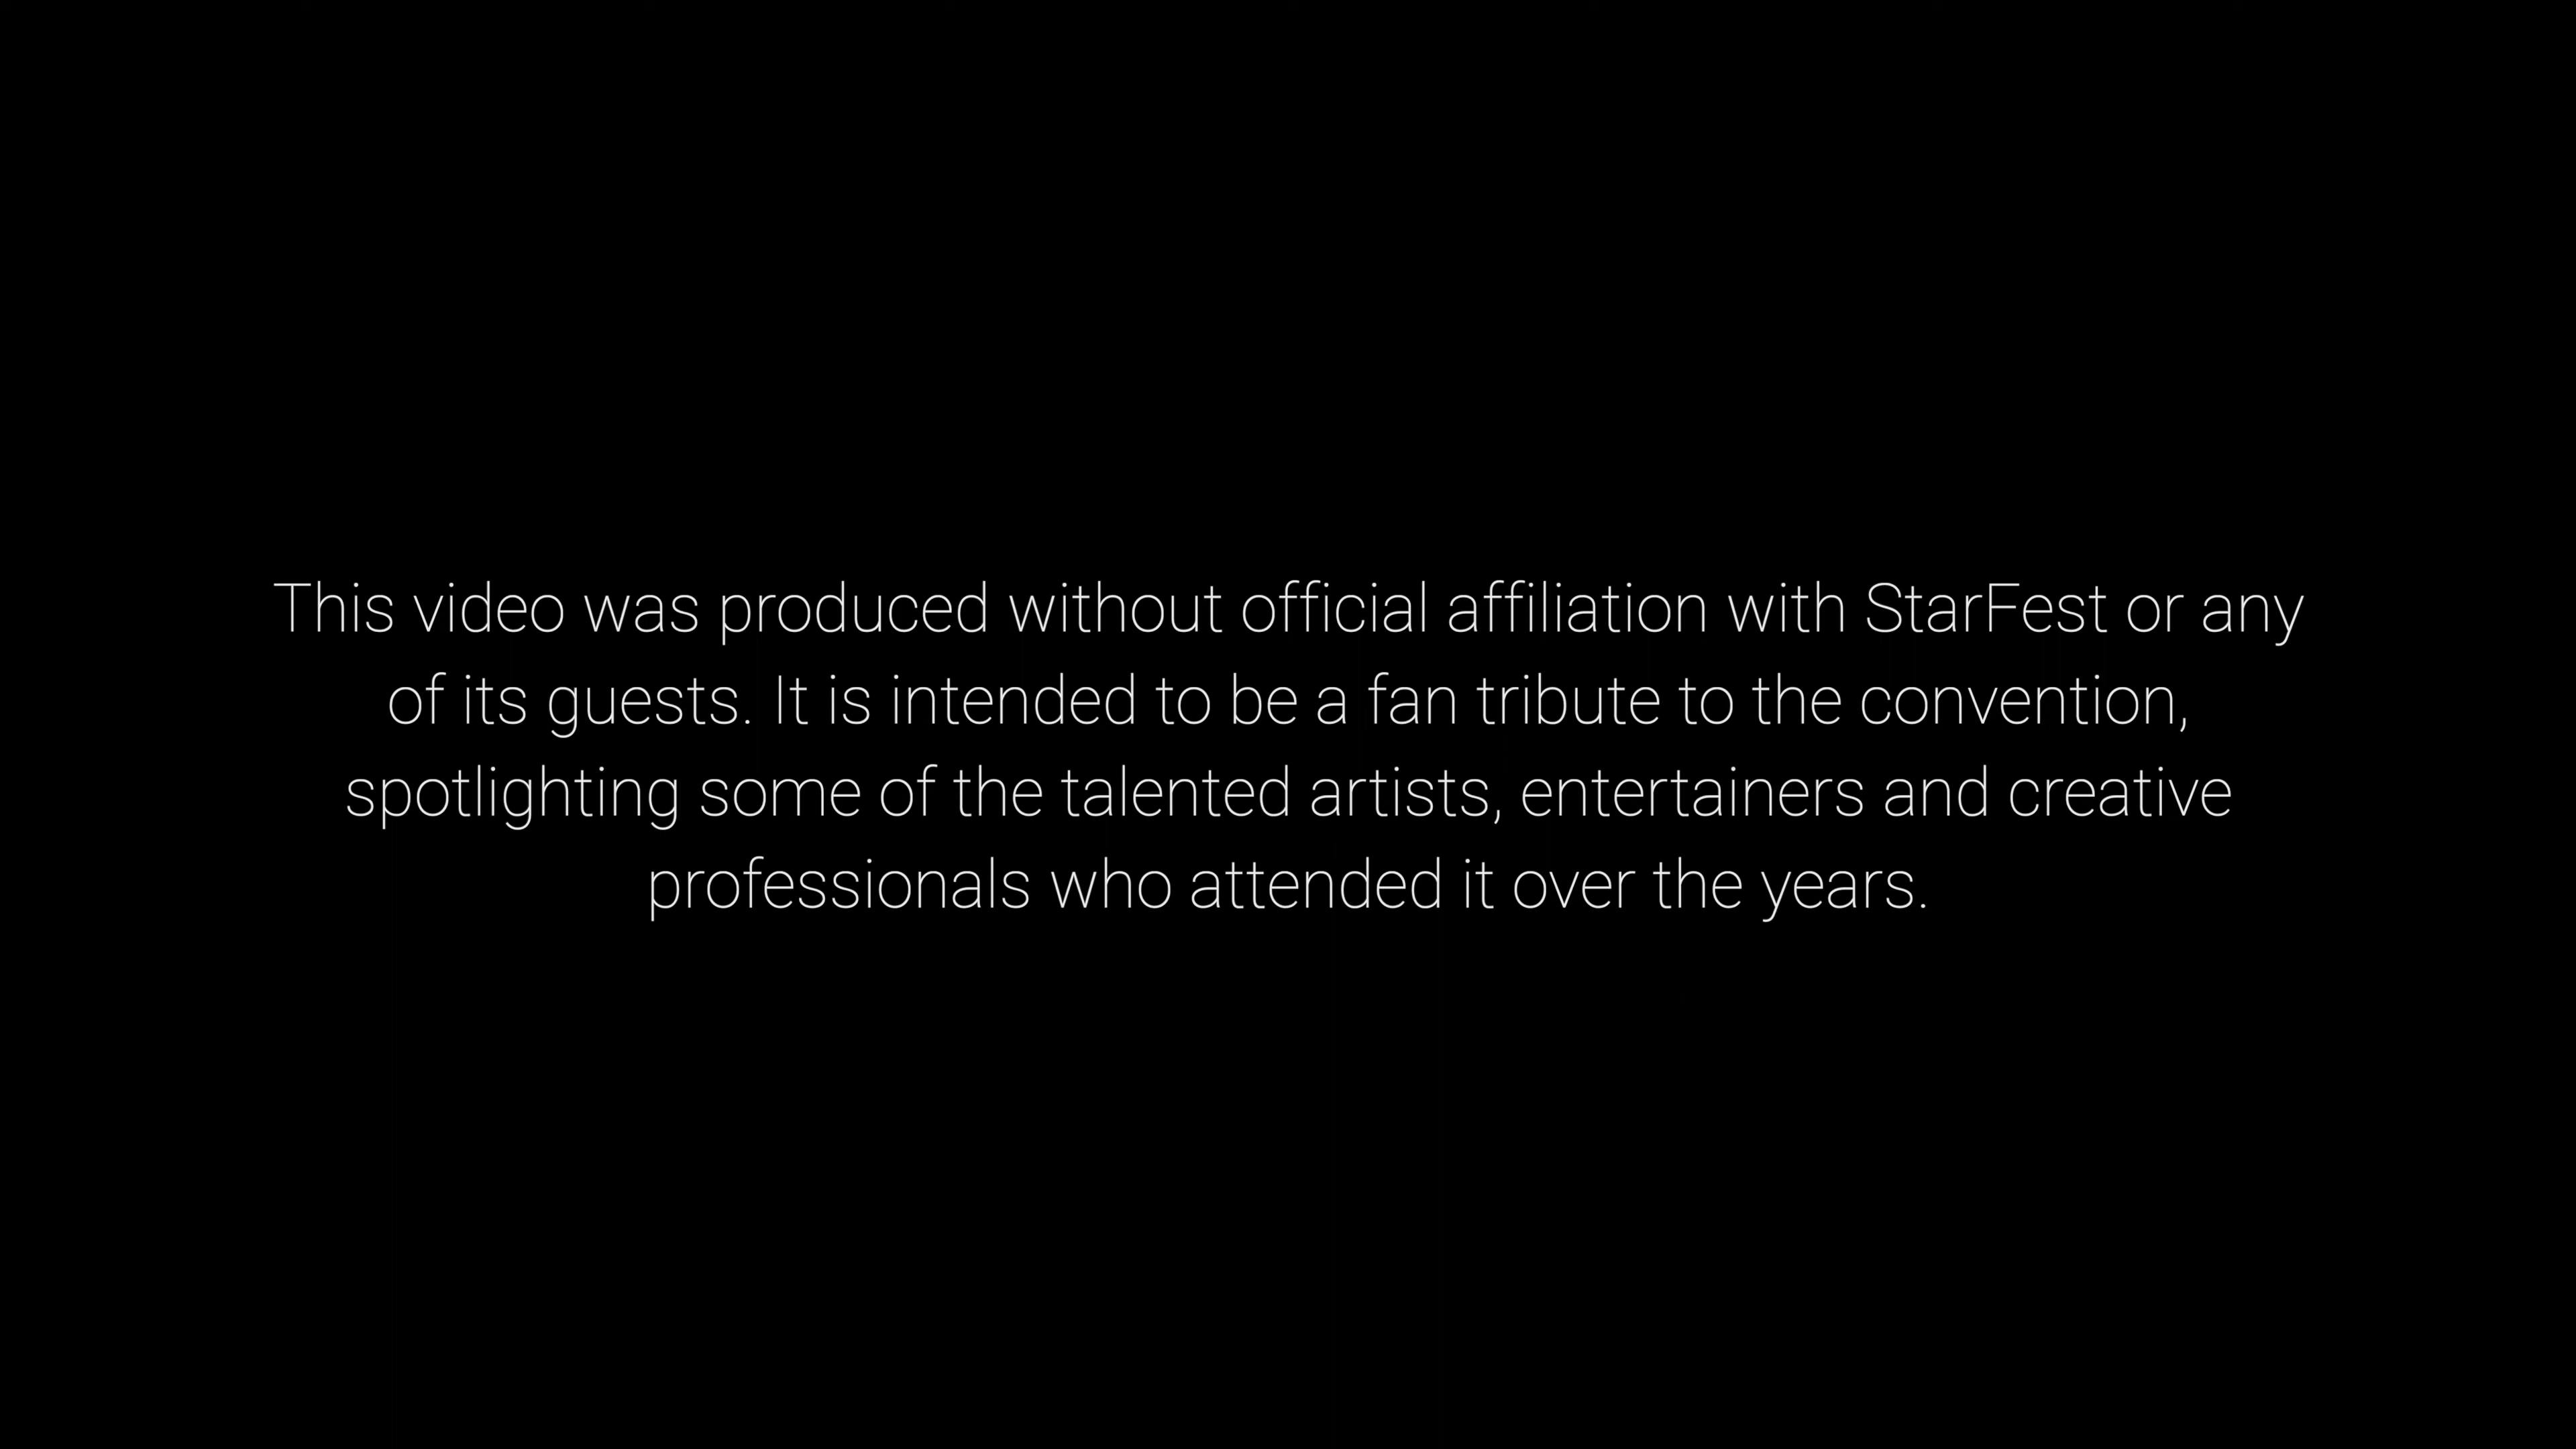 This video was produced without official affiliation with StarFest or any
of its guests. It is intended to be a fan tribute to the convention,
spotlighting some of the talented artists, entertainers and creative
professionals who attended it over the years.